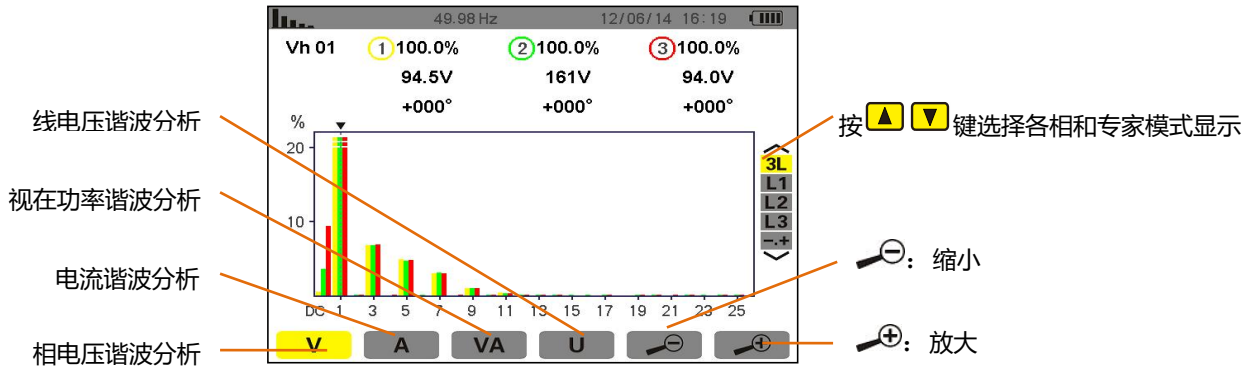 49.98 Hz 12/06/14 16:19
Vh 01 1 100.0% 2 100.0% 3 100.0%
94.5V 161V 94.0V
+000° +000° +000°
%
20
10
DC 1 3 5 7 9 11 13 15 17 19 21 23 25
3L
L1
L2
L3
-.+
V A VA U
线电压谐波分析
视在功率谐波分析
电流谐波分析
相电压谐波分析
按 键选择各相和专家模式显示
：缩小
：放大